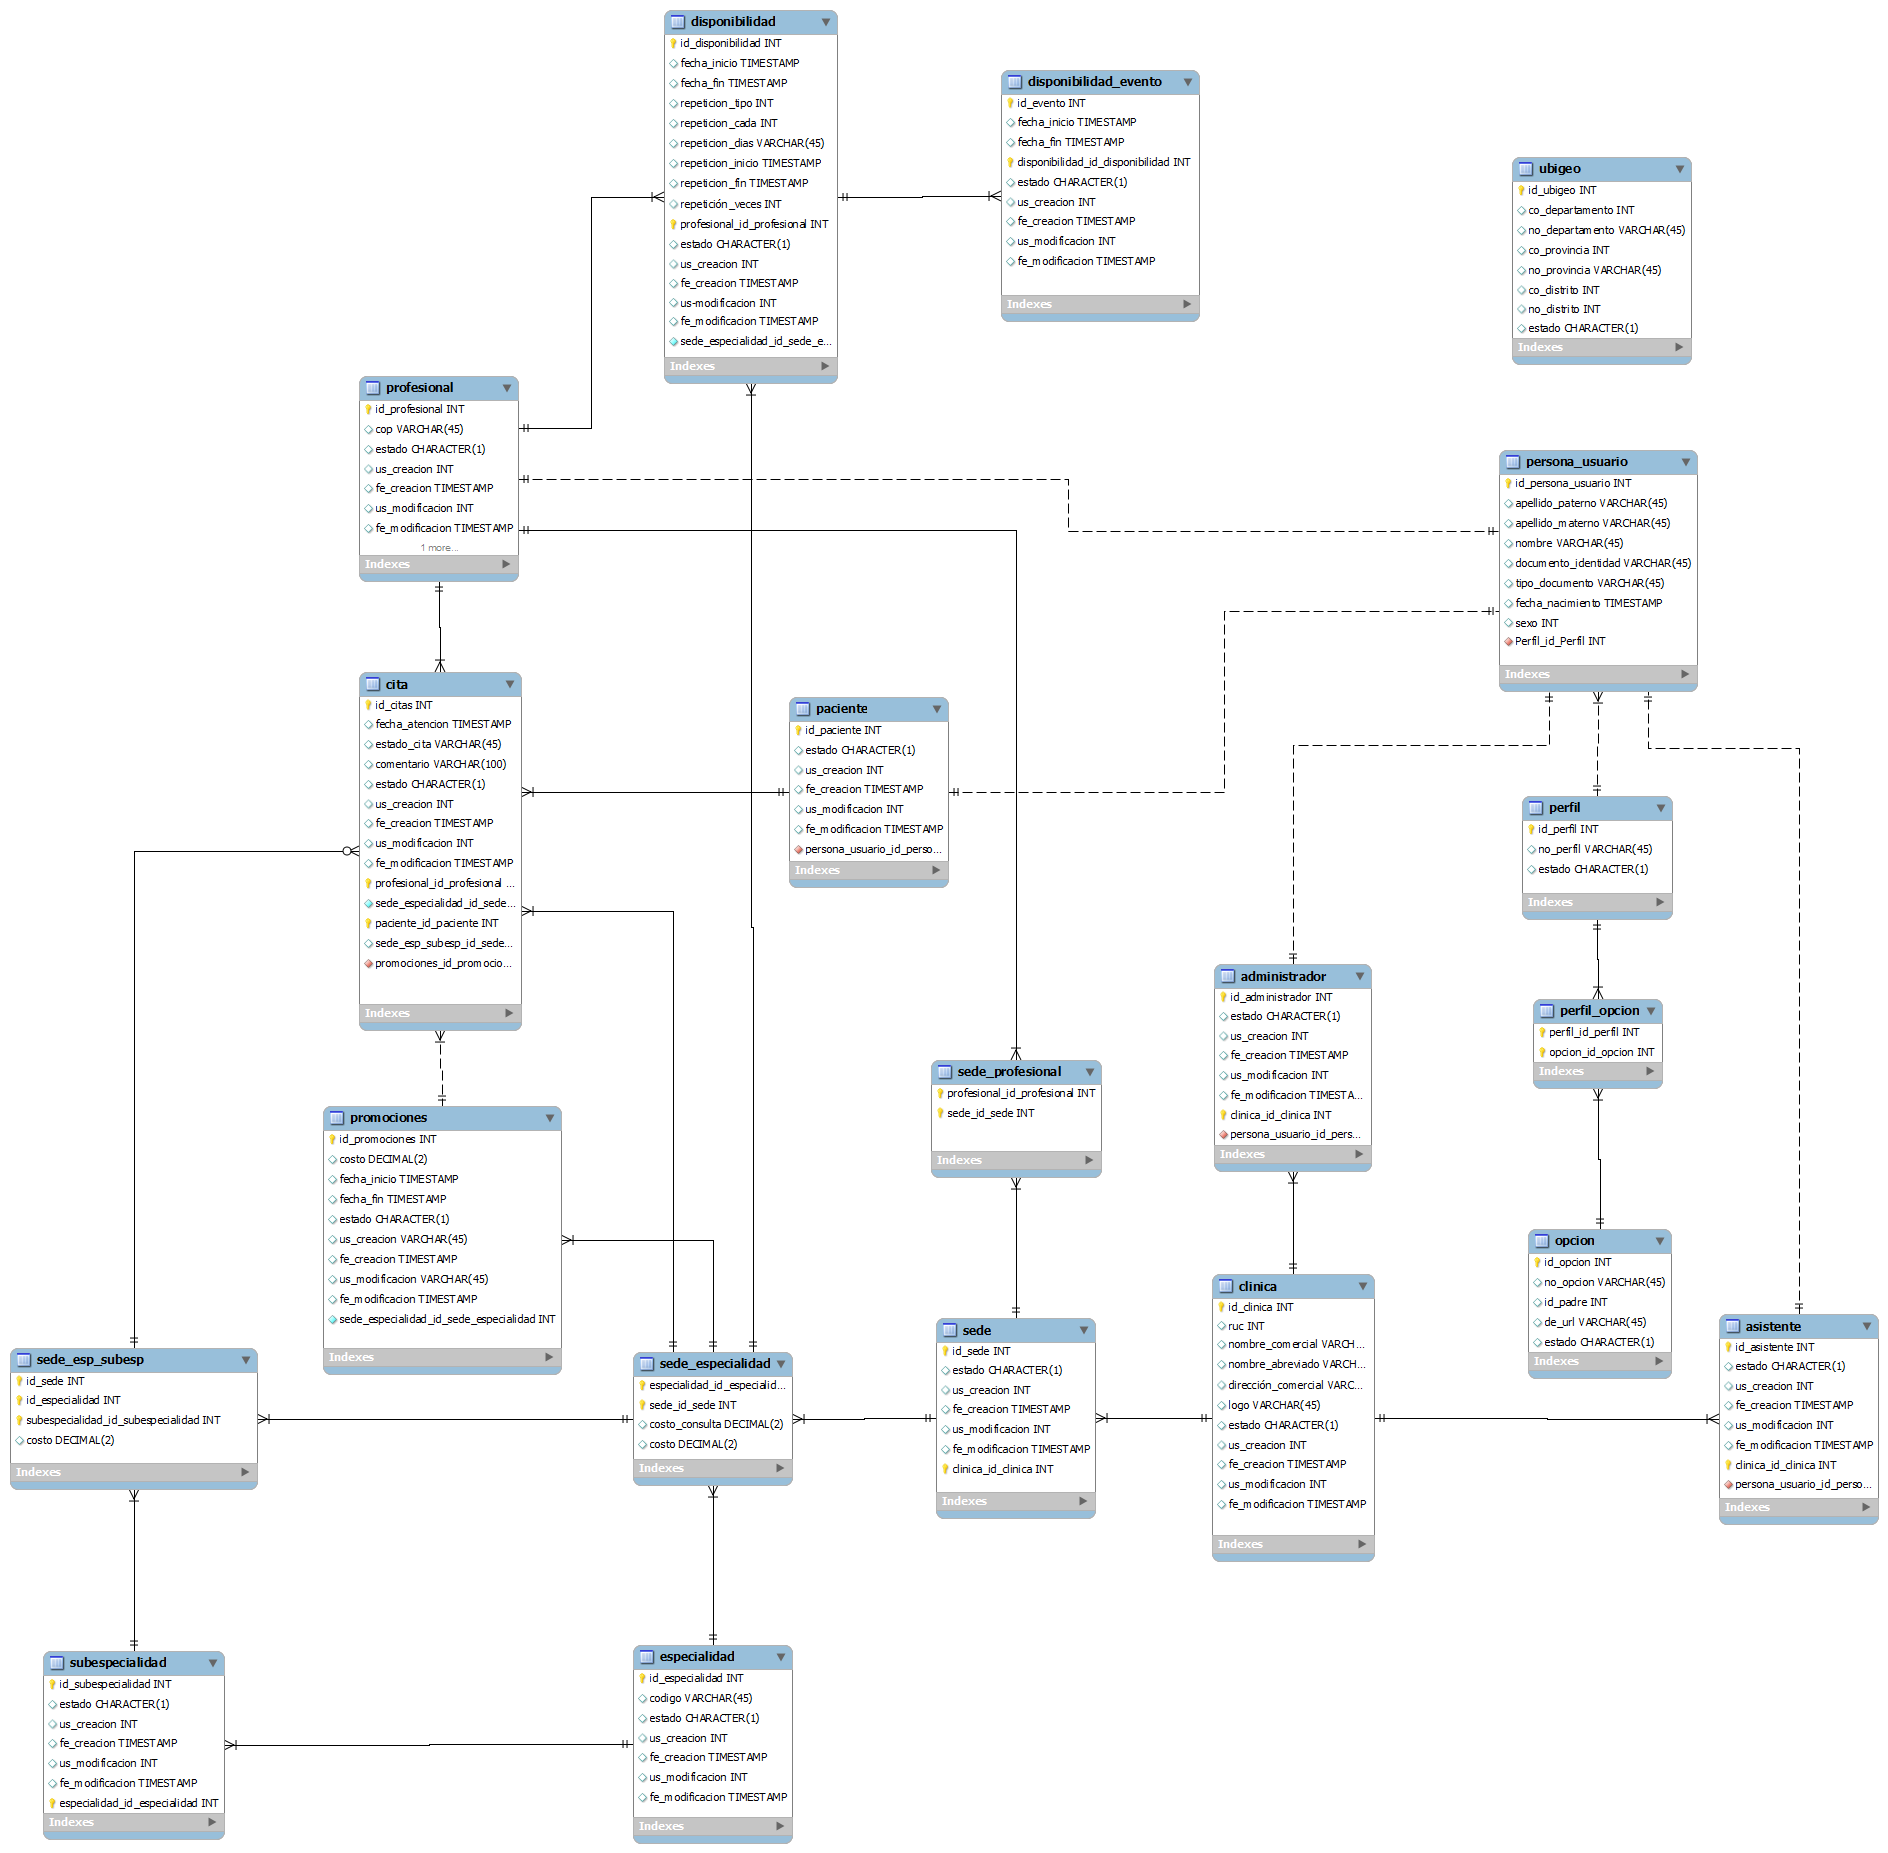 disponibilidad
id_disponibilidad INT
fecha_inicio TIMESTAMP
fecha_fin TIMESTAMP
repeticion_tipo INT
repeticion_cada INT
repeticion_dias VARCHAR(45)
repeticion_inicio TIMESTAMP
repeticion_fin TIMESTAMP
repetición_veces INT
profesional_id_profesional INT
estado CHARACTER(1)
us_creacion INT
fe_creacion TIMESTAMP
us-modificacion INT
fe_modificacion TIMESTAMP
sede_especialidad_id_sede_e...
Indexes
disponibilidad_evento
id_evento INT
fecha_inicio TIMESTAMP
fecha_fin TIMESTAMP
disponibilidad_id_disponibilidad INT
estado CHARACTER(1)
us_creacion INT
fe_creacion TIMESTAMP
us_modificacion INT
fe_modificacion TIMESTAMP
Indexes
ubigeo
id_ubigeo INT
co_departamento INT
no_departamento VARCHAR(45)
co_provincia INT
no_provincia VARCHAR(45)
co_distrito INT
no_distrito INT
estado CHARACTER(1)
Indexes
profesional
id_profesional INT
cop VARCHAR(45)
estado CHARACTER(1)
us_creacion INT
fe_creacion TIMESTAMP
us_modificacion INT
fe_modificacion TIMESTAMP
1 more...
Indexes
persona_usuario
id_persona_usuario INT
apellido_paterno VARCHAR(45)
apellido_materno VARCHAR(45)
nombre VARCHAR(45)
documento_identidad VARCHAR(45)
tipo_documento VARCHAR(45)
fecha_nacimiento TIMESTAMP
sexo INT
Perfil_id_Perfil INT
Indexes
cita
id_citas INT
fecha_atencion TIMESTAMP
estado_cita VARCHAR(45)
comentario VARCHAR(100)
estado CHARACTER(1)
us_creacion INT
fe_creacion TIMESTAMP
us_modificacion INT
fe_modificacion TIMESTAMP
profesional_id_profesional ...
sede_especialidad_id_sede...
paciente_id_paciente INT
sede_esp_subesp_id_sede...
promociones_id_promocio...
Indexes
paciente
id_paciente INT
estado CHARACTER(1)
us_creacion INT
fe_creacion TIMESTAMP
us_modificacion INT
fe_modificacion TIMESTAMP
persona_usuario_id_perso...
Indexes
perfil
id_perfil INT
no_perfil VARCHAR(45)
estado CHARACTER(1)
Indexes
administrador
id_administrador INT
estado CHARACTER(1)
us_creacion INT
fe_creacion TIMESTAMP
us_modificacion INT
fe_modificacion TIMESTA...
clinica_id_clinica INT
persona_usuario_id_pers...
Indexes
perfil_opcion
perfil_id_perfil INT
opcion_id_opcion INT
Indexes
sede_profesional
profesional_id_profesional INT
sede_id_sede INT
Indexes
promociones
id_promociones INT
costo DECIMAL(2)
fecha_inicio TIMESTAMP
fecha_fin TIMESTAMP
estado CHARACTER(1)
us_creacion VARCHAR(45)
fe_creacion TIMESTAMP
us_modificacion VARCHAR(45)
fe_modificacion TIMESTAMP
sede_especialidad_id_sede_especialidad INT
Indexes
opcion
id_opcion INT
no_opcion VARCHAR(45)
id_padre INT
de_url VARCHAR(45)
estado CHARACTER(1)
Indexes
clinica
id_clinica INT
ruc INT
nombre_comercial VARCH...
nombre_abreviado VARCH...
dirección_comercial VARC...
logo VARCHAR(45)
estado CHARACTER(1)
us_creacion INT
fe_creacion TIMESTAMP
us_modificacion INT
fe_modificacion TIMESTAMP
Indexes
asistente
id_asistente INT
estado CHARACTER(1)
us_creacion INT
fe_creacion TIMESTAMP
us_modificacion INT
fe_modificacion TIMESTAMP
clinica_id_clinica INT
persona_usuario_id_perso...
Indexes
sede
id_sede INT
estado CHARACTER(1)
us_creacion INT
fe_creacion TIMESTAMP
us_modificacion INT
fe_modificacion TIMESTAMP
clinica_id_clinica INT
Indexes
sede_esp_subesp
id_sede INT
id_especialidad INT
subespecialidad_id_subespecialidad INT
costo DECIMAL(2)
Indexes
sede_especialidad
especialidad_id_especialid...
sede_id_sede INT
costo_consulta DECIMAL(2)
costo DECIMAL(2)
Indexes
subespecialidad
id_subespecialidad INT
estado CHARACTER(1)
us_creacion INT
fe_creacion TIMESTAMP
us_modificacion INT
fe_modificacion TIMESTAMP
especialidad_id_especialidad INT
Indexes
especialidad
id_especialidad INT
codigo VARCHAR(45)
estado CHARACTER(1)
us_creacion INT
fe_creacion TIMESTAMP
us_modificacion INT
fe_modificacion TIMESTAMP
Indexes